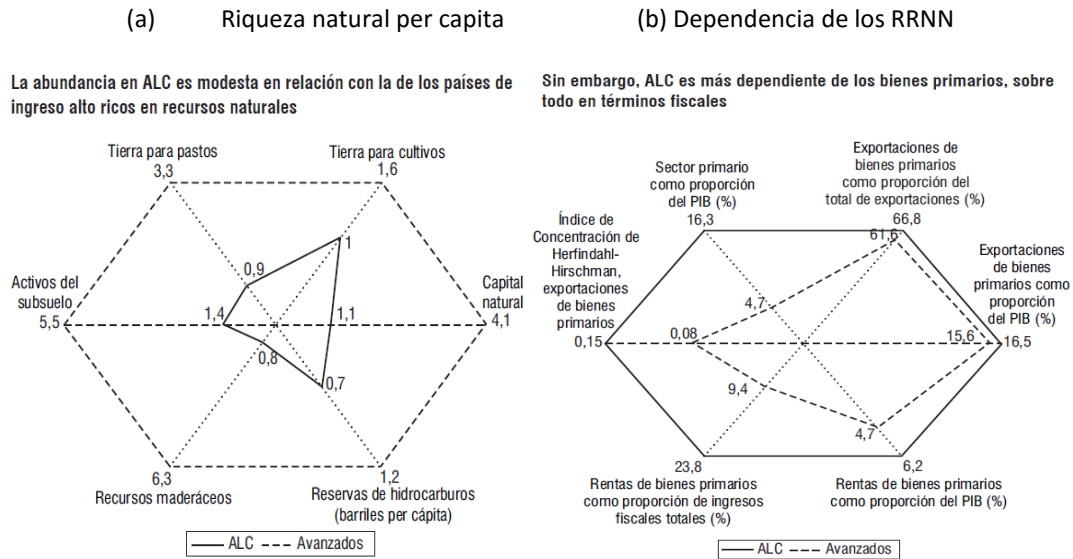 (a) Riqueza natural per capita
(b) Dependencia de los RRNN
La abundancia en ALC es modesta en relación con la de los países de
ingreso alto ricos en recursos naturales
Tierra para pastos
3,3
Tierra para cultivos
1,6
0,9
1
Activos del
subsuelo
5,5
1,4
1,1
Capital
natural
4,1
0,8
0,7
6,3
Recursos maderáceos
1,2
Reservas de hidrocarburos
(barriles per cápita)
ALC Avanzados
Sin embargo, ALC es más dependiente de los bienes primarios, sobre
todo en términos fiscales
Sector primario
como proporción
del PIB (%)
16,3
Exportaciones de
bienes primarios
como proporción del
total de exportaciones (%)
66,8
61,6
Índice de
Concentración de
Herfindahl-
Hirschman,
exportaciones
de bienes
primarios
0,15
0,08
4,7
Exportaciones
de bienes
primarios como
proporción
del PIB (%)
15,6
16,5
9,4
4,7
23,8
Rentas de bienes primarios
como proporción de ingresos
fiscales totales (%)
6,2
Rentas de bienes primarios
como proporción del PIB (%)
ALC Avanzados